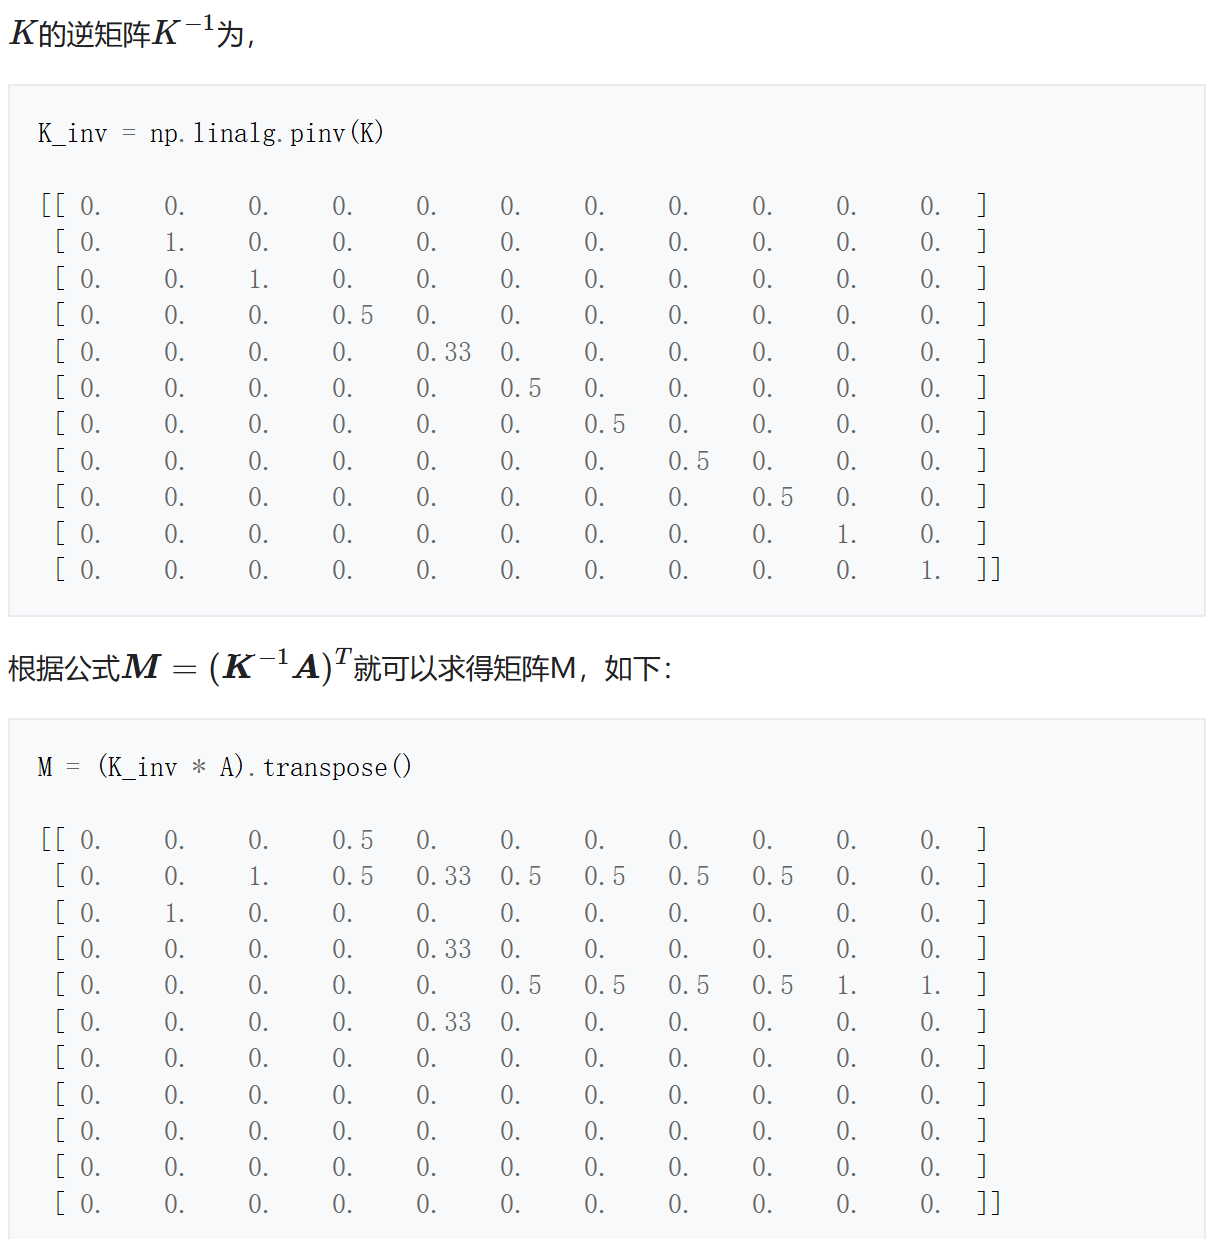 K的逆矩阵K⁻¹为，
K_inv = np.linalg.pinv(K)
[[ 0.    0.    0.    0.    0.    0.    0.    0.    0.    0.    0.  ]
 [ 0.    1.    0.    0.    0.    0.    0.    0.    0.    0.    0.  ]
 [ 0.    0.    1.    0.    0.    0.    0.    0.    0.    0.    0.  ]
 [ 0.    0.    0.    0.5   0.    0.    0.    0.    0.    0.    0.  ]
 [ 0.    0.    0.    0.    0.33  0.    0.    0.    0.    0.    0.  ]
 [ 0.    0.    0.    0.    0.    0.5   0.    0.    0.    0.    0.  ]
 [ 0.    0.    0.    0.    0.    0.    0.5   0.    0.    0.    0.  ]
 [ 0.    0.    0.    0.    0.    0.    0.    0.5   0.    0.    0.  ]
 [ 0.    0.    0.    0.    0.    0.    0.    0.    0.5   0.    0.  ]
 [ 0.    0.    0.    0.    0.    0.    0.    0.    0.    1.    0.  ]
 [ 0.    0.    0.    0.    0.    0.    0.    0.    0.    0.    1.  ]]
根据公式M = (K⁻¹A)ᵀ就可以求得矩阵M，如下：
M = (K_inv * A).transpose()
[[ 0.    0.    0.    0.5   0.    0.    0.    0.    0.    0.    0.  ]
 [ 0.    0.    1.    0.5   0.33  0.5   0.5   0.5   0.5   0.    0.  ]
 [ 0.    1.    0.    0.    0.    0.    0.    0.    0.    0.    0.  ]
 [ 0.    0.    0.    0.    0.33  0.    0.    0.    0.    0.    0.  ]
 [ 0.    0.    0.    0.    0.    0.5   0.5   0.5   0.5   1.    1.  ]
 [ 0.    0.    0.    0.    0.33  0.    0.    0.    0.    0.    0.  ]
 [ 0.    0.    0.    0.    0.    0.    0.    0.    0.    0.    0.  ]
 [ 0.    0.    0.    0.    0.    0.    0.    0.    0.    0.    0.  ]
 [ 0.    0.    0.    0.    0.    0.    0.    0.    0.    0.    0.  ]
 [ 0.    0.    0.    0.    0.    0.    0.    0.    0.    0.    0.  ]
 [ 0.    0.    0.    0.    0.    0.    0.    0.    0.    0.    0.  ]]